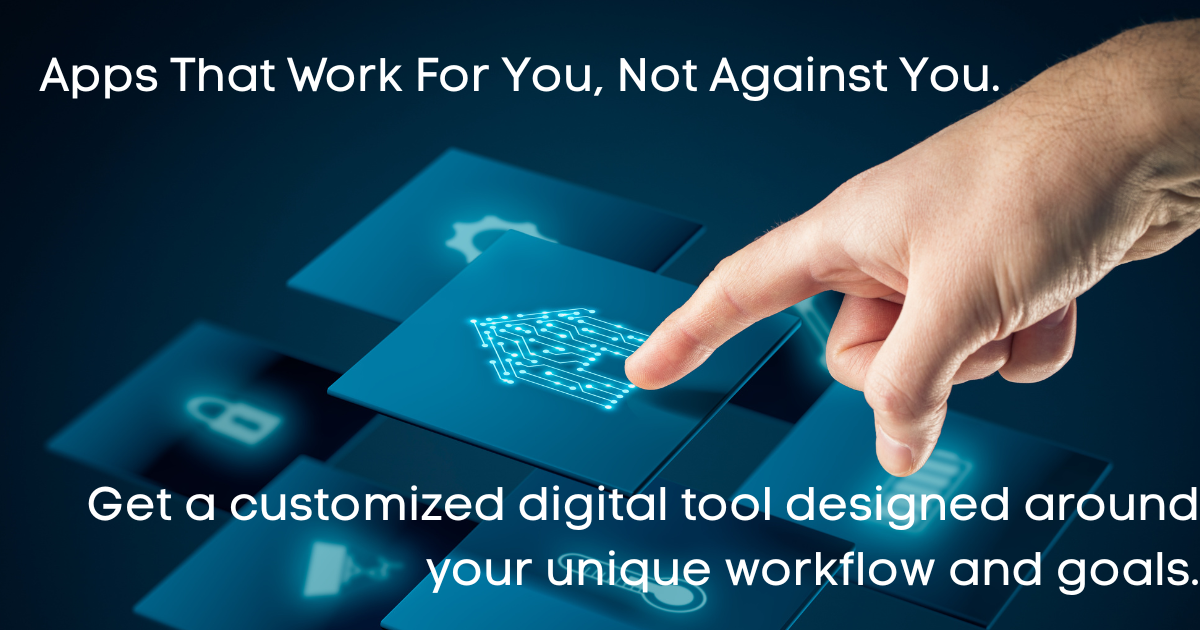 Apps That Work For You, Not Against You.
Get a customized digital tool designed around
your unique workflow and goals.